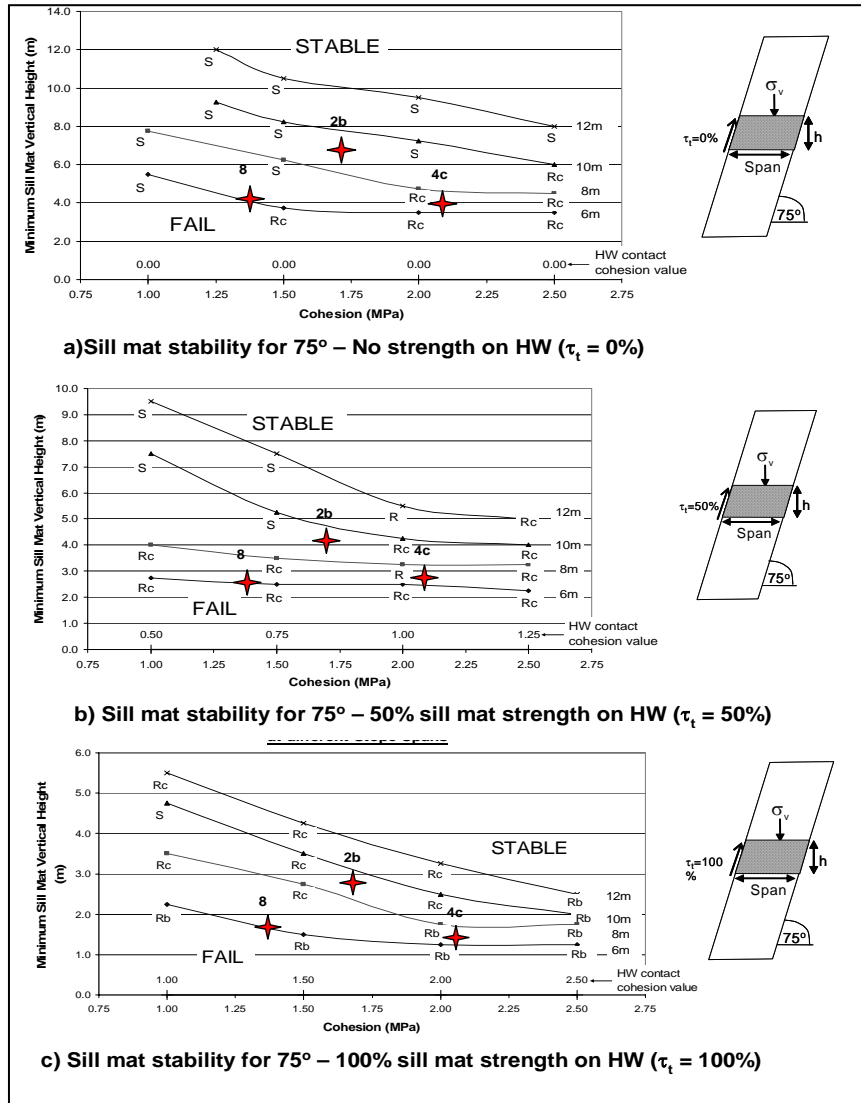 Minimum Sill Mat Vertical Height (m)
14.0
12.0
10.0
8.0
6.0
4.0
2.0
0.0
STABLE
FAIL
S
S
S
S
12m
S
S
S
Rc
10m
S
S
Rc
Rc
8m
S
Rc
Rc
Rc
6m
2b
8
4c
0.00 0.00 0.00 0.00
HW contact
cohesion value
0.75 1.00 1.25 1.50 1.75 2.00 2.25 2.50 2.75
Cohesion (MPa)
σv
τt=0%
h
Span
75º
a)Sill mat stability for 75º – No strength on HW (τt = 0%)
Minimum Sill Mat Vertical Height (m)
10.0
9.0
8.0
7.0
6.0
5.0
4.0
3.0
2.0
1.0
0.0
STABLE
FAIL
S
S
R
Rc
12m
S
S
Rc
Rc
10m
Rc
Rc
R
Rc
8m
Rc
Rc
Rc
Rc
6m
2b
8
4c
0.50 0.75 1.00 1.25
HW contact
cohesion value
0.75 1.00 1.25 1.50 1.75 2.00 2.25 2.50 2.75
Cohesion (MPa)
σv
τt=50%
h
Span
75º
b) Sill mat stability for 75º – 50% sill mat strength on HW (τt = 50%)
Minimum Sill Mat Vertical Height
(m)
6.0
5.0
4.0
3.0
2.0
1.0
0.0
STABLE
FAIL
Rc
Rc
Rc
Rb
12m
S
Rc
Rc
Rb
10m
Rc
Rc
Rb
Rb
8m
Rb
Rb
Rb
Rb
6m
2b
8
4c
1.00 1.50 2.00 2.50
HW contact
cohesion value
0.75 1.00 1.25 1.50 1.75 2.00 2.25 2.50 2.75
Cohesion (MPa)
σv
τt=100
%
h
Span
75º
c) Sill mat stability for 75º – 100% sill mat strength on HW (τt = 100%)